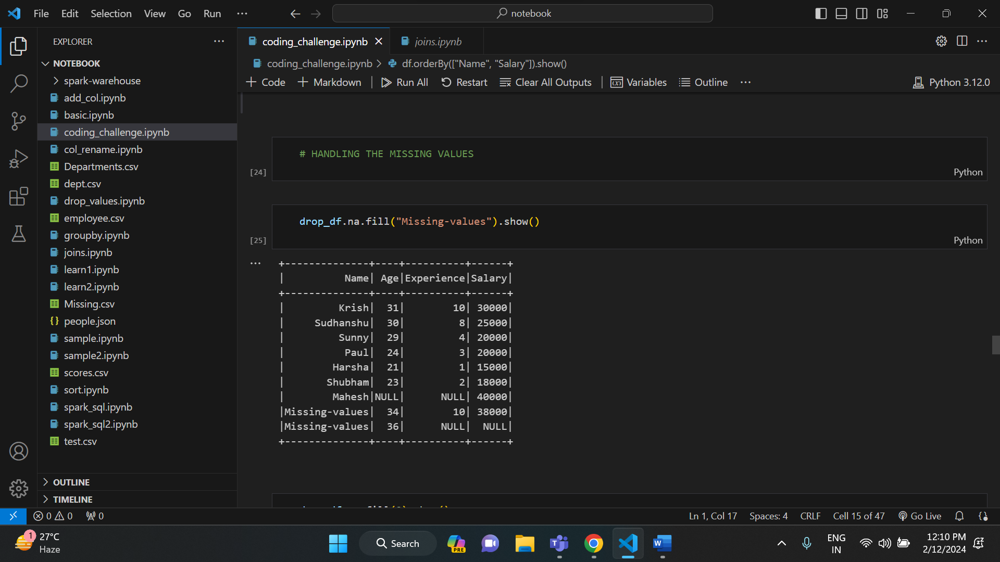 File Edit Selection View Go Run ··· notebook
EXPLORER ···
NOTEBOOK
spark-warehouse
add_col.ipynb
basic.ipynb
coding_challenge.ipynb
col_rename.ipynb
Departments.csv
dept.csv
drop_values.ipynb
employee.csv
groupby.ipynb
joins.ipynb
learn1.ipynb
learn2.ipynb
Missing.csv
people.json
sample.ipynb
sample2.ipynb
scores.csv
sort.ipynb
spark_sql.ipynb
spark_sql2.ipynb
test.csv
OUTLINE
TIMELINE
coding_challenge.ipynb joins.ipynb
coding_challenge.ipynb > df.orderBy(["Name", "Salary"]).show()
+ Code + Markdown | Run All Restart Clear All Outputs | Variables Outline ··· Python 3.12.0
# HANDLING THE MISSING VALUES
[24] Python
drop_df.na.fill("Missing-values").show()
[25] Python
+--------------+----+----------+------+
|          Name| Age|Experience|Salary|
+--------------+----+----------+------+
|         Krish|  31|        10| 30000|
|     Sudhanshu|  30|         8| 25000|
|         Sunny|  29|         4| 20000|
|          Paul|  24|         3| 20000|
|        Harsha|  21|         1| 15000|
|       Shubham|  23|         2| 18000|
|        Mahesh|NULL|      NULL| 40000|
|Missing-values|  34|        10| 38000|
|Missing-values|  36|      NULL|  NULL|
+--------------+----+----------+------+
0 0 0 Ln 1, Col 17 Spaces: 4 CRLF Cell 15 of 47 Go Live
1 27°C
Haze
Search
PRE
ENG
IN
12:10 PM
2/12/2024